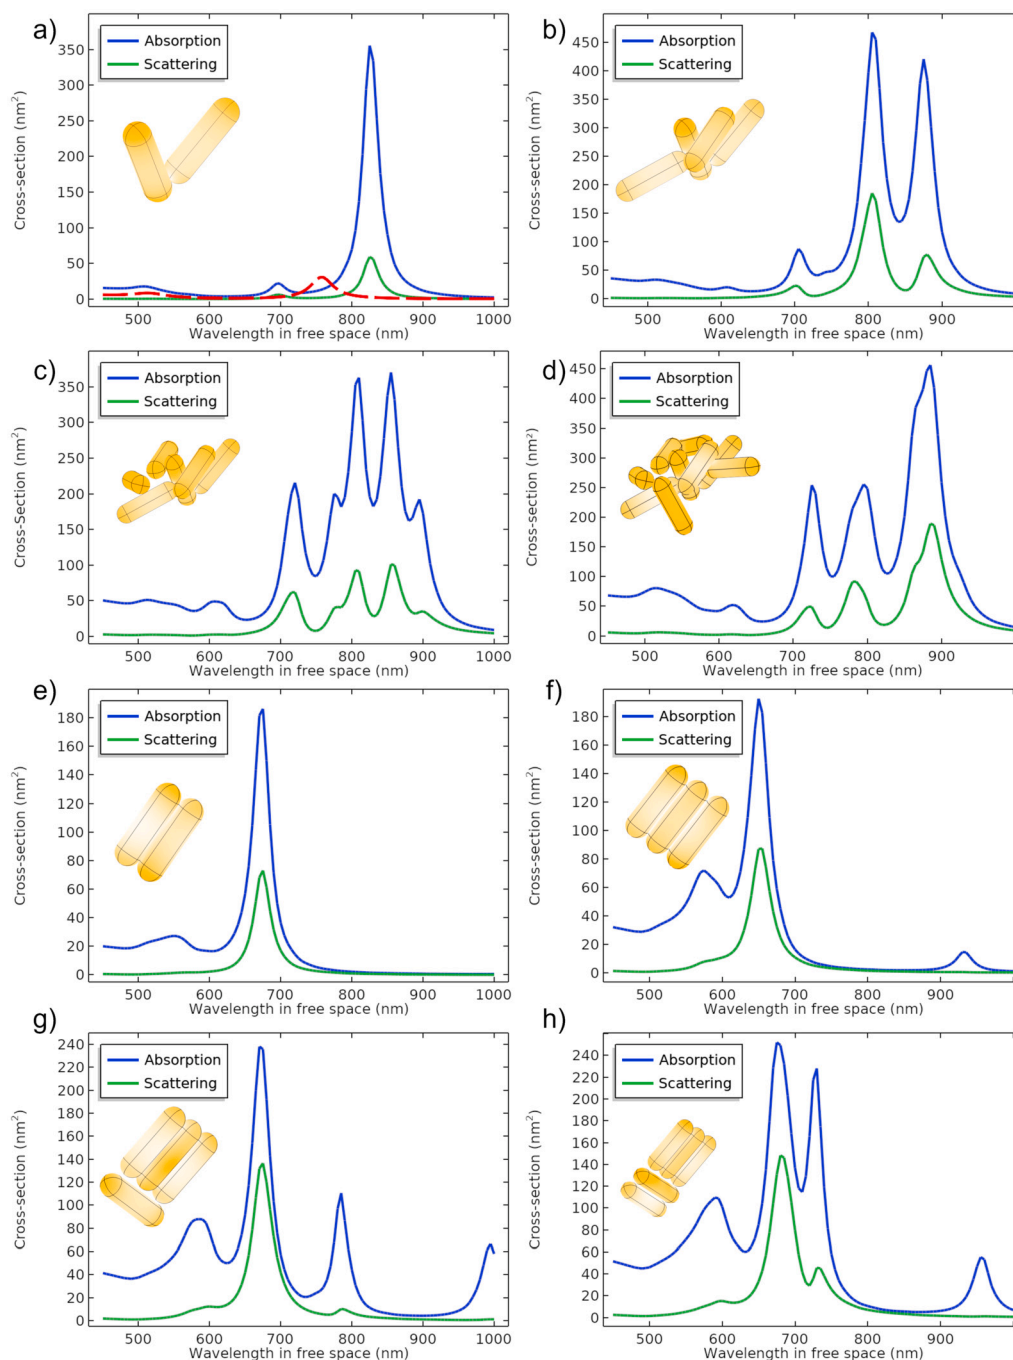 a)
Absorption
Scattering
Cross-section (nm²)
350
300
250
200
150
100
50
0
500 600 700 800 900 1000
Wavelength in free space (nm)
b)
Absorption
Scattering
Cross-section (nm²)
450
400
350
300
250
200
150
100
50
0
500 600 700 800 900
Wavelength in free space (nm)
c)
Absorption
Scattering
Cross-Section (nm²)
350
300
250
200
150
100
50
0
500 600 700 800 900 1000
Wavelength in free space (nm)
d)
Absorption
Scattering
Cross-Section (nm²)
450
400
350
300
250
200
150
100
50
0
500 600 700 800 900
Wavelength in free space (nm)
e)
Absorption
Scattering
Cross-section (nm²)
180
160
140
120
100
80
60
40
20
0
500 600 700 800 900 1000
Wavelength in free space (nm)
f)
Absorption
Scattering
Cross-section (nm²)
180
160
140
120
100
80
60
40
20
0
500 600 700 800 900
Wavelength in free space (nm)
g)
Absorption
Scattering
Cross-section (nm²)
240
220
200
180
160
140
120
100
80
60
40
20
0
500 600 700 800 900 1000
Wavelength in free space (nm)
h)
Absorption
Scattering
Cross-section (nm²)
240
220
200
180
160
140
120
100
80
60
40
20
0
500 600 700 800 900
Wavelength in free space (nm)